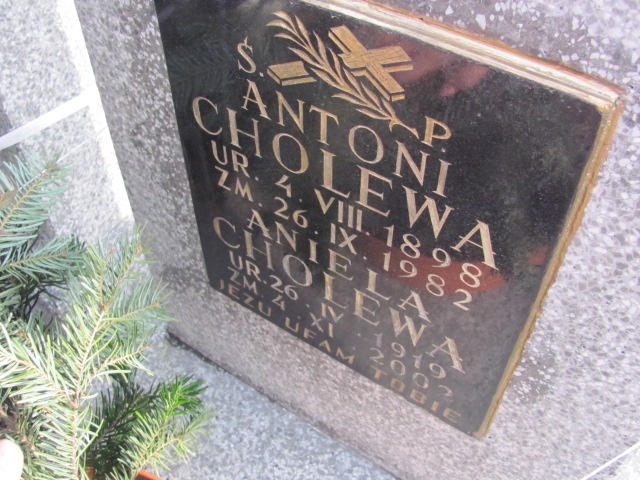 Ś. P.
ANTONI
CHOLEWA
UR. 4. VIII. 1898
ZM. 26. IX. 1982
ANIELA
CHOLEWA
UR. 26. IV. 1919
ZM. 4. XI. 2002
JEZU UFAM TOBIE